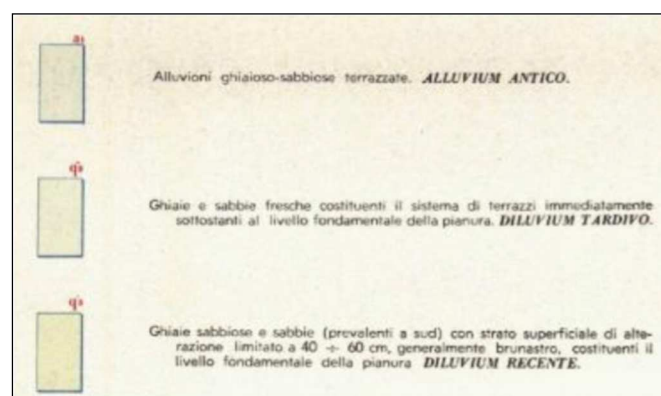 Alluvioni ghiaioso-sabbiose terrazzate. ALLUVIUM ANTICO.
Ghiaie e sabbie fresche costituenti il sistema di terrazzi immediatamente
sottostanti al livello fondamentale della pianura. DILUVIUM TARDIVO.
Ghiaie sabbiose e sabbie (prevalenti a sud) con strato superficiale di alte-
razione limitato a 40 ÷ 60 cm, generalmente brunastro, costituenti il
livello fondamentale della pianura DILUVIUM RECENTE.